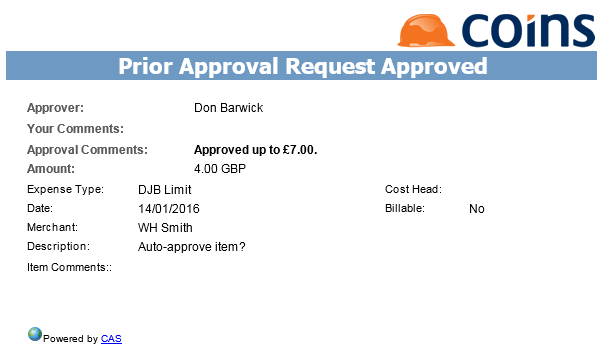 coins
Prior Approval Request Approved
Approver: Don Barwick
Your Comments:
Approval Comments: Approved up to £7.00.
Amount: 4.00 GBP
Expense Type: DJB Limit Cost Head:
Date: 14/01/2016 Billable: No
Merchant: WH Smith
Description: Auto-approve item?
Item Comments::
Powered by CAS